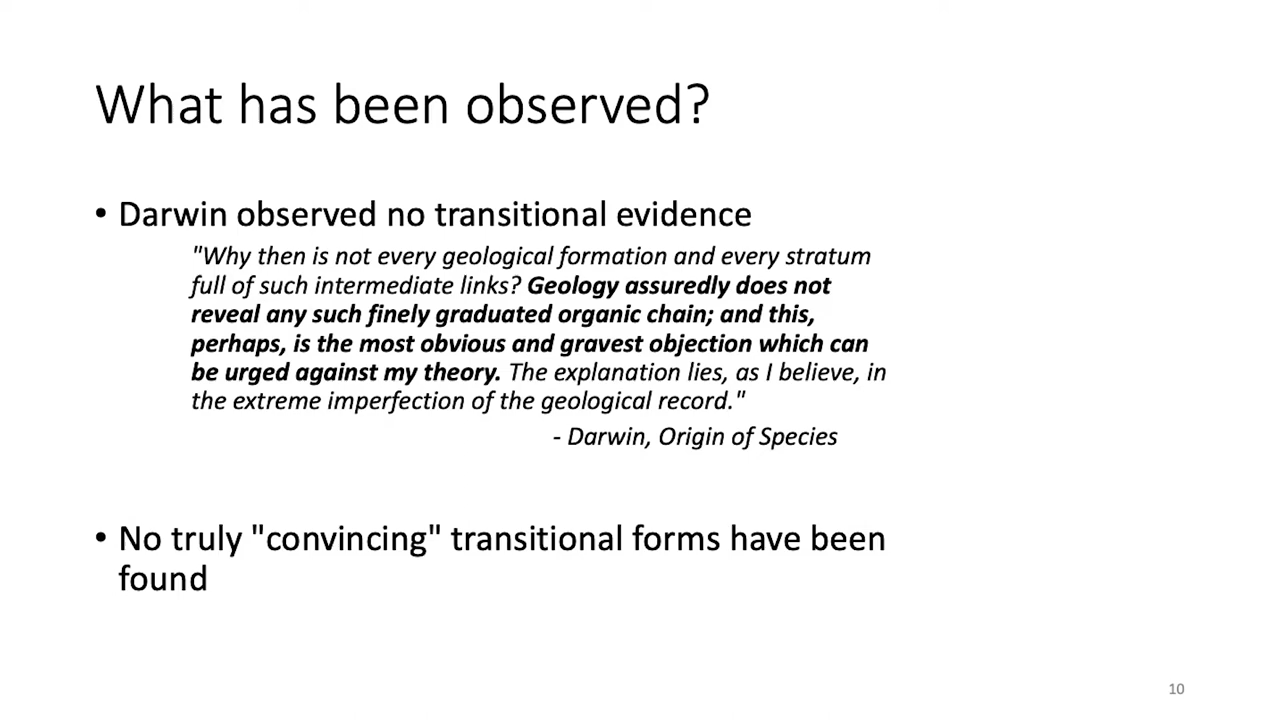 What has been observed?
• Darwin observed no transitional evidence
"Why then is not every geological formation and every stratum
full of such intermediate links? Geology assuredly does not
reveal any such finely graduated organic chain; and this,
perhaps, is the most obvious and gravest objection which can
be urged against my theory. The explanation lies, as I believe, in
the extreme imperfection of the geological record."
- Darwin, Origin of Species
• No truly "convincing" transitional forms have been
found
10